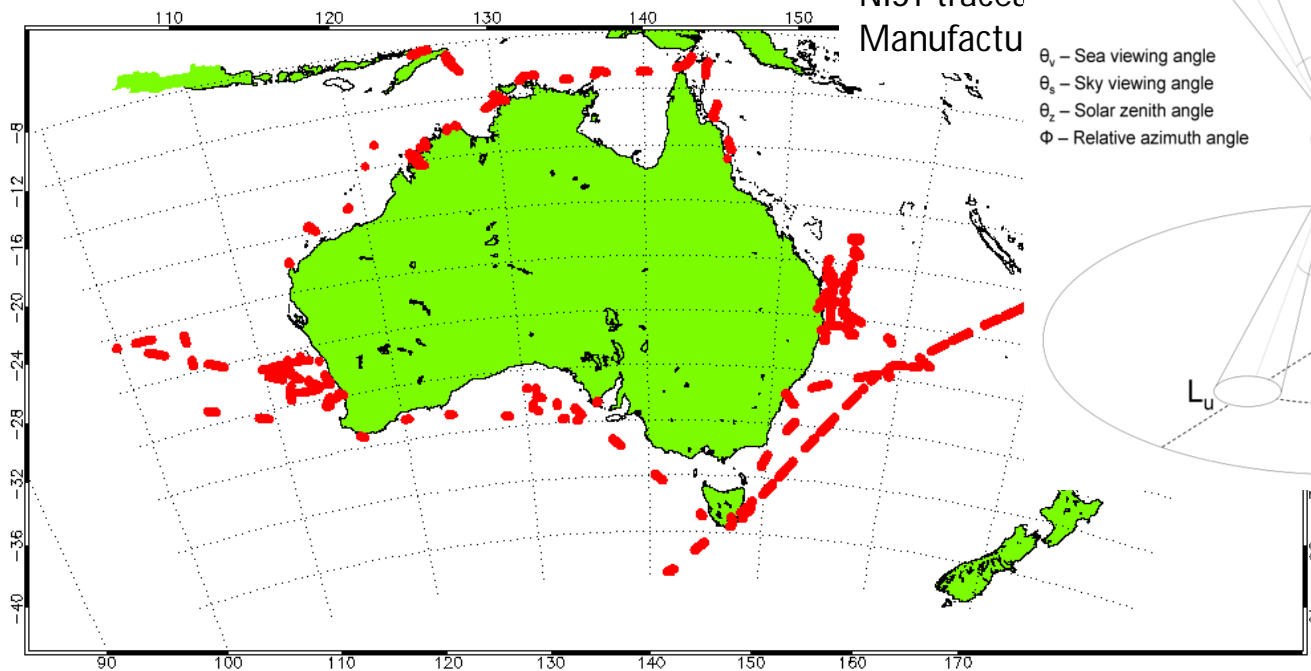 110 120 130 140 150
NIST tracea
Manufactu
θv – Sea viewing angle
θs – Sky viewing angle
θz – Solar zenith angle
Φ – Relative azimuth angle
-8
-12
-16
-20
-24
-28
-32
-36
-40
Lu
90 100 110 120 130 140 150 160 170